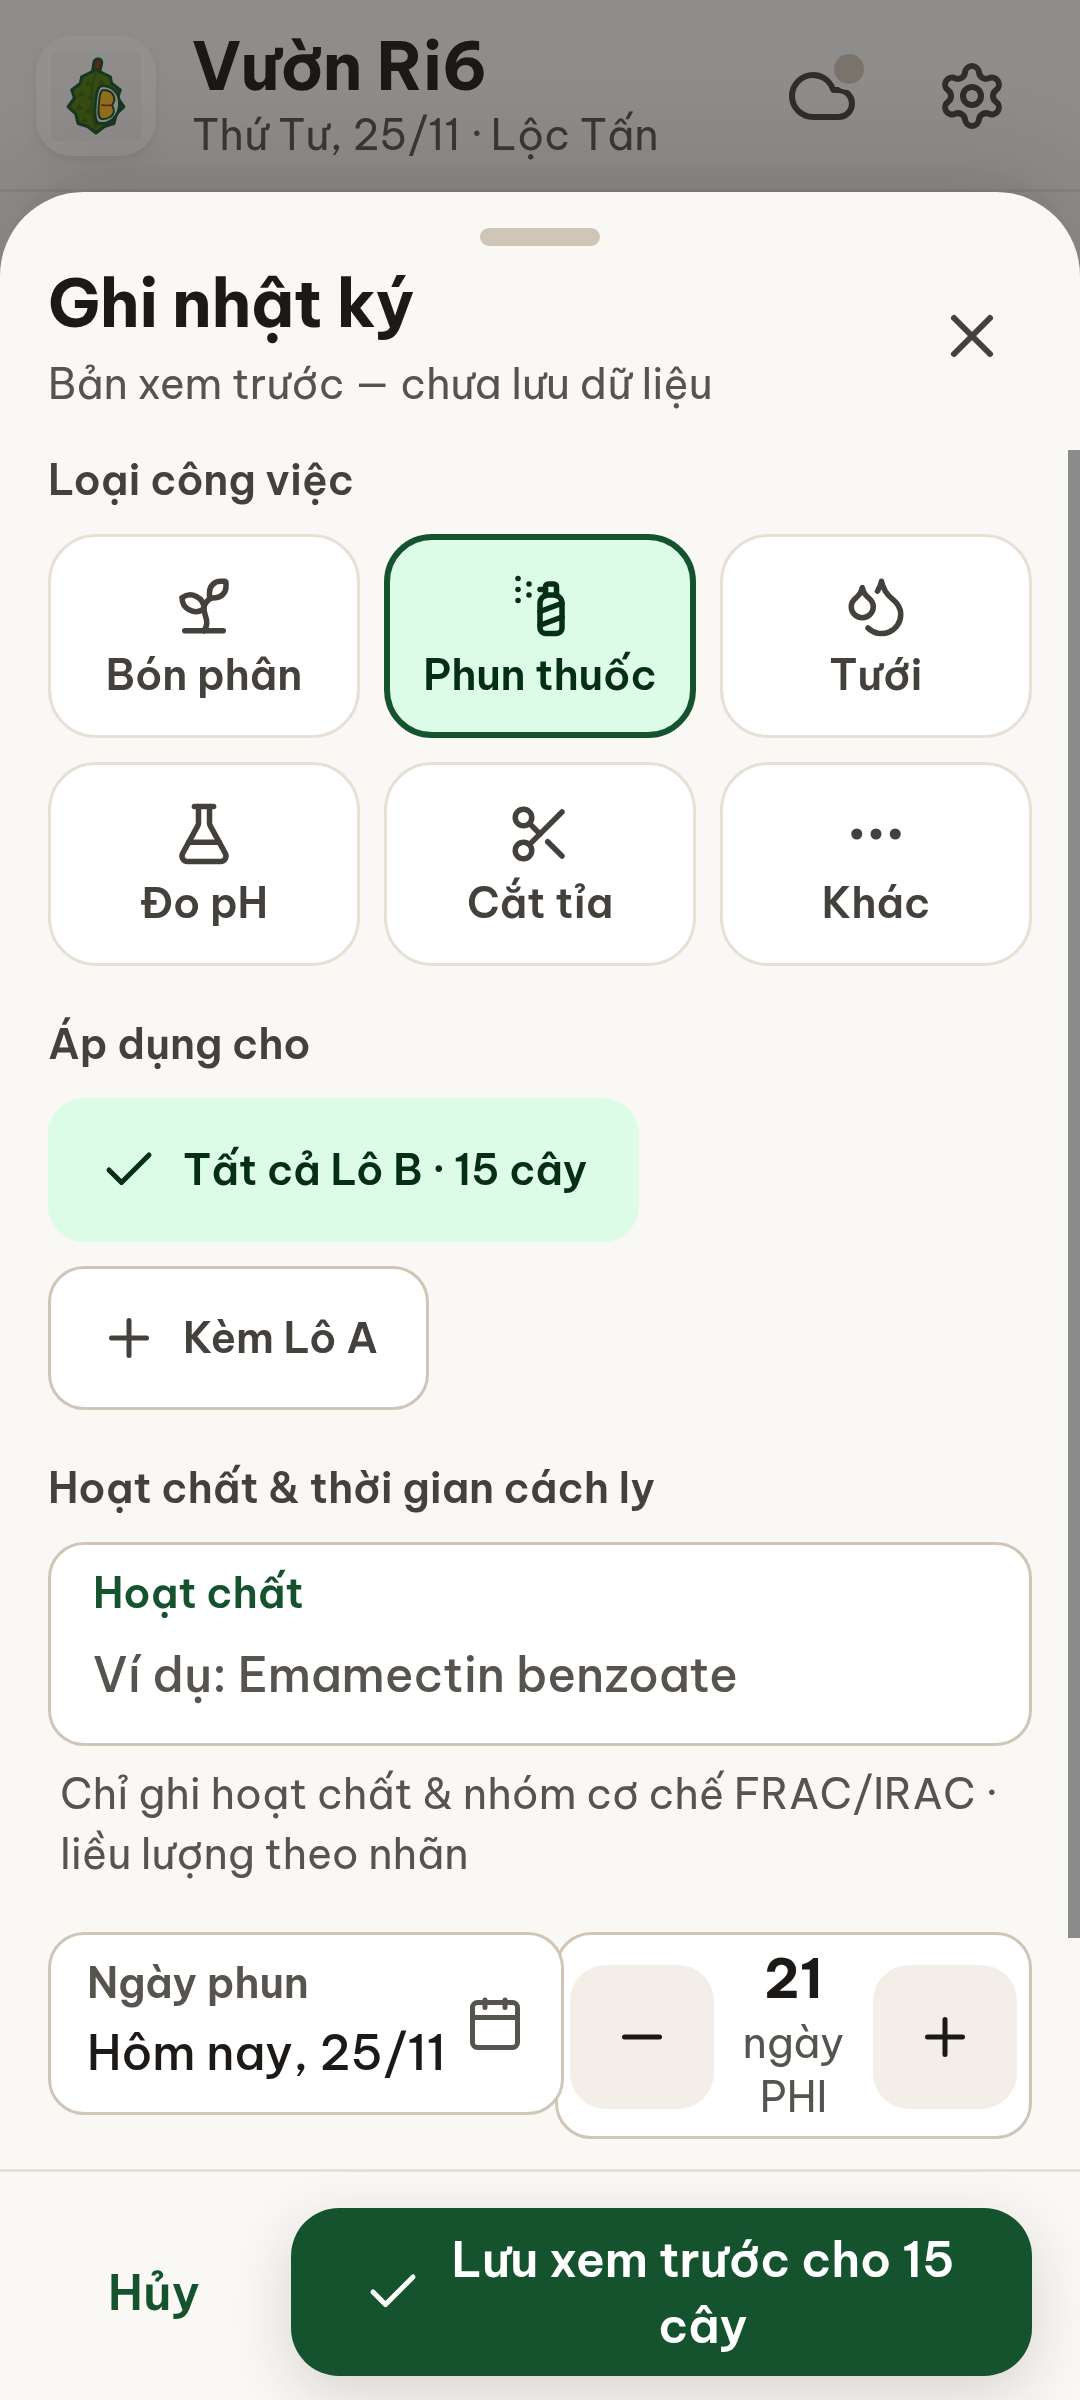 Vườn Ri6
Thứ Tư, 25/11 · Lộc Tấn
Ghi nhật ký
Bản xem trước — chưa lưu dữ liệu
Loại công việc
Bón phân
Phun thuốc
Tưới
Đo pH
Cắt tỉa
Khác
Áp dụng cho
Tất cả Lô B · 15 cây
Kèm Lô A
Hoạt chất & thời gian cách ly
Hoạt chất
Ví dụ: Emamectin benzoate
Chỉ ghi hoạt chất & nhóm cơ chế FRAC/IRAC ·
liều lượng theo nhãn
Ngày phun
Hôm nay, 25/11
21
ngày
PHI
Hủy
Lưu xem trước cho 15
cây